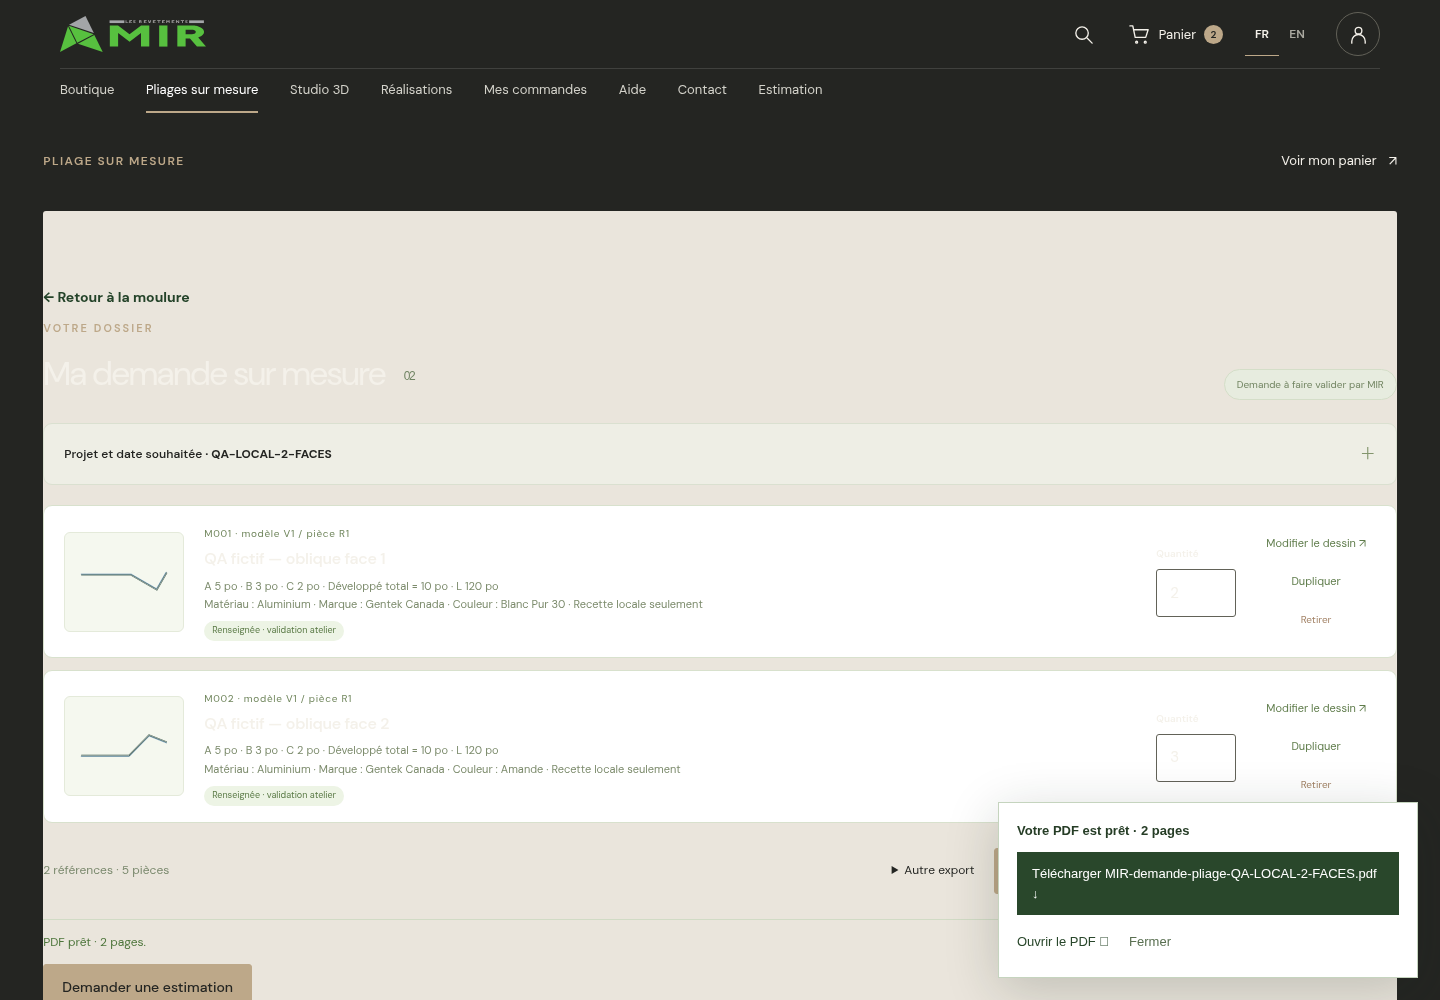 LES REVÊTEMENTS
MIR
Panier 2
FR EN
Boutique Pliages sur mesure Studio 3D Réalisations Mes commandes Aide Contact Estimation
PLIAGE SUR MESURE
Voir mon panier ↗
← Retour à la moulure
VOTRE DOSSIER
Ma demande sur mesure 02
Demande à faire valider par MIR
Projet et date souhaitée · QA-LOCAL-2-FACES
M001 · modèle V1 / pièce R1
QA fictif — oblique face 1
A 5 po · B 3 po · C 2 po · Développé total = 10 po · L 120 po
Matériau : Aluminium · Marque : Gentek Canada · Couleur : Blanc Pur 30 · Recette locale seulement
Renseignée · validation atelier
Quantité
2
Modifier le dessin ↗
Dupliquer
Retirer
M002 · modèle V1 / pièce R1
QA fictif — oblique face 2
A 5 po · B 3 po · C 2 po · Développé total = 10 po · L 120 po
Matériau : Aluminium · Marque : Gentek Canada · Couleur : Amande · Recette locale seulement
Renseignée · validation atelier
Quantité
3
Modifier le dessin ↗
Dupliquer
Retirer
2 références · 5 pièces
▶ Autre export
PDF prêt · 2 pages.
Demander une estimation
Votre PDF est prêt · 2 pages
Télécharger MIR-demande-pliage-QA-LOCAL-2-FACES.pdf
↓
Ouvrir le PDF Fermer